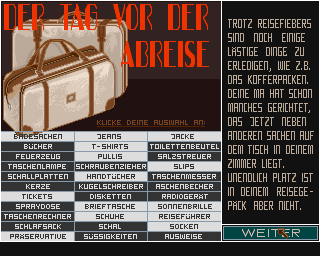 DER TAG VOR DER
ABREISE
KLICKE DEINE AUSWAHL AN:
BADESACHEN JEANS JACKE
BÜCHER T-SHIRTS TOILETTENBEUTEL
FEUERZEUG PULLIS SALZSTREUER
TASCHENLAMPE SCHRAUBENZIEHER SLIPS
SCHALLPLATTEN HANDTÜCHER TASCHENMESSER
KERZE KUGELSCHREIBER ASCHENBECHER
TICKETS DISKETTEN RADIOGERÄT
SPRAYDOSE BRIEFTASCHE SONNENBRILLE
TASCHENRECHNER SCHUHE REISEFÜHRER
SCHLAFSACK SCHAL SOCKEN
PRÄSERVATIVE SÜSSIGKEITEN AUSWEISE
TROTZ REISEFIEBERS
SIND NOCH EINIGE
LÄSTIGE DINGE ZU
ERLEDIGEN, WIE Z.B.
DAS KOFFERPACKEN.
DEINE MA HAT SCHON
MANCHES GERICHTET,
DAS JETZT NEBEN
ANDEREN SACHEN AUF
DEM TISCH IN DEINEM
ZIMMER LIEGT.
UNENDLICH PLATZ IST
IN DEINEM REISEGE-
PÄCK ABER NICHT.
WEITER